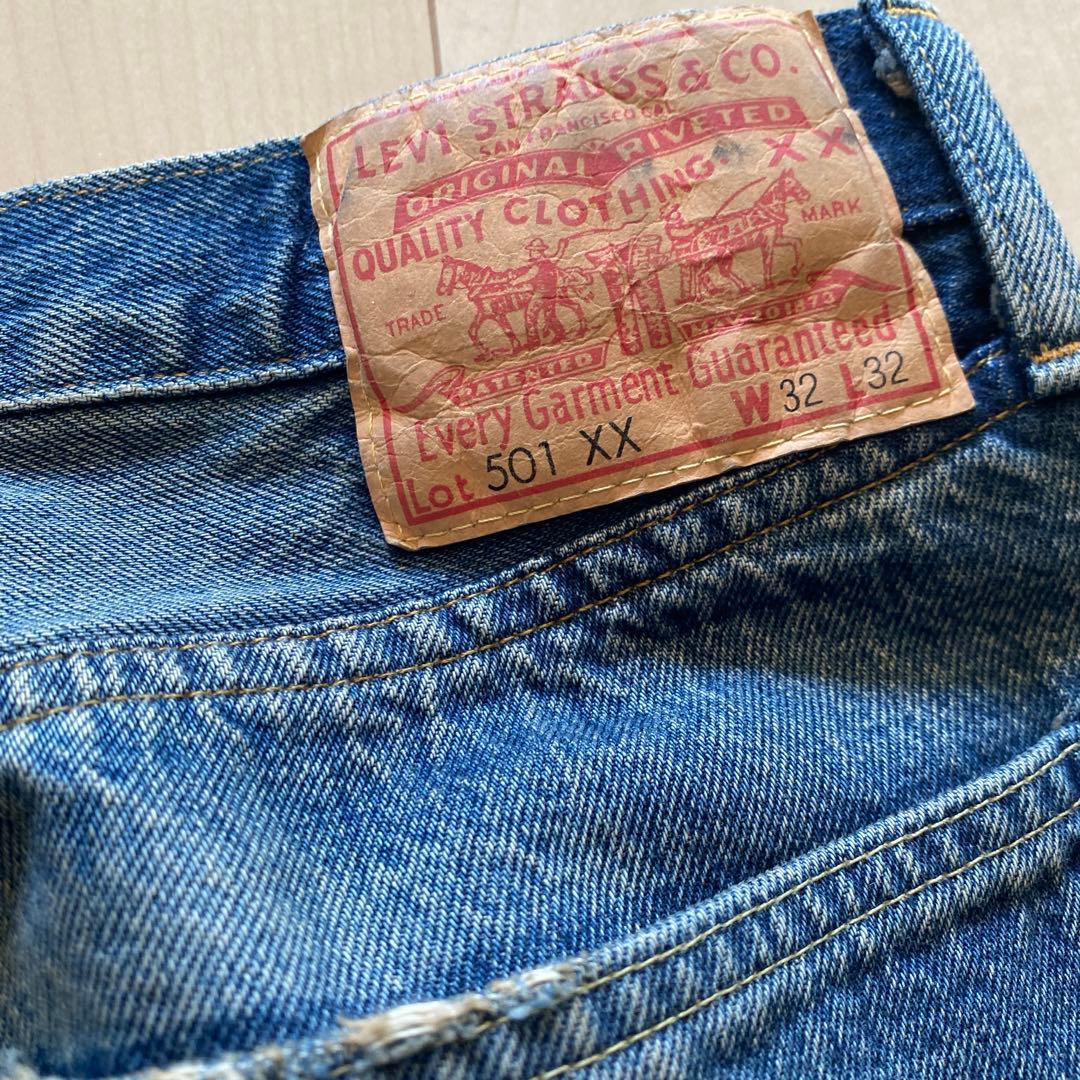 LEVI STRAUSS & CO.
SAN FRANCISCO CAL.
ORIGINAL RIVETED
QUALITY CLOTHING XX
TRADE MARK
PATENTED
Every Garment Guaranteed
Lot 501 XX W 32 L 32